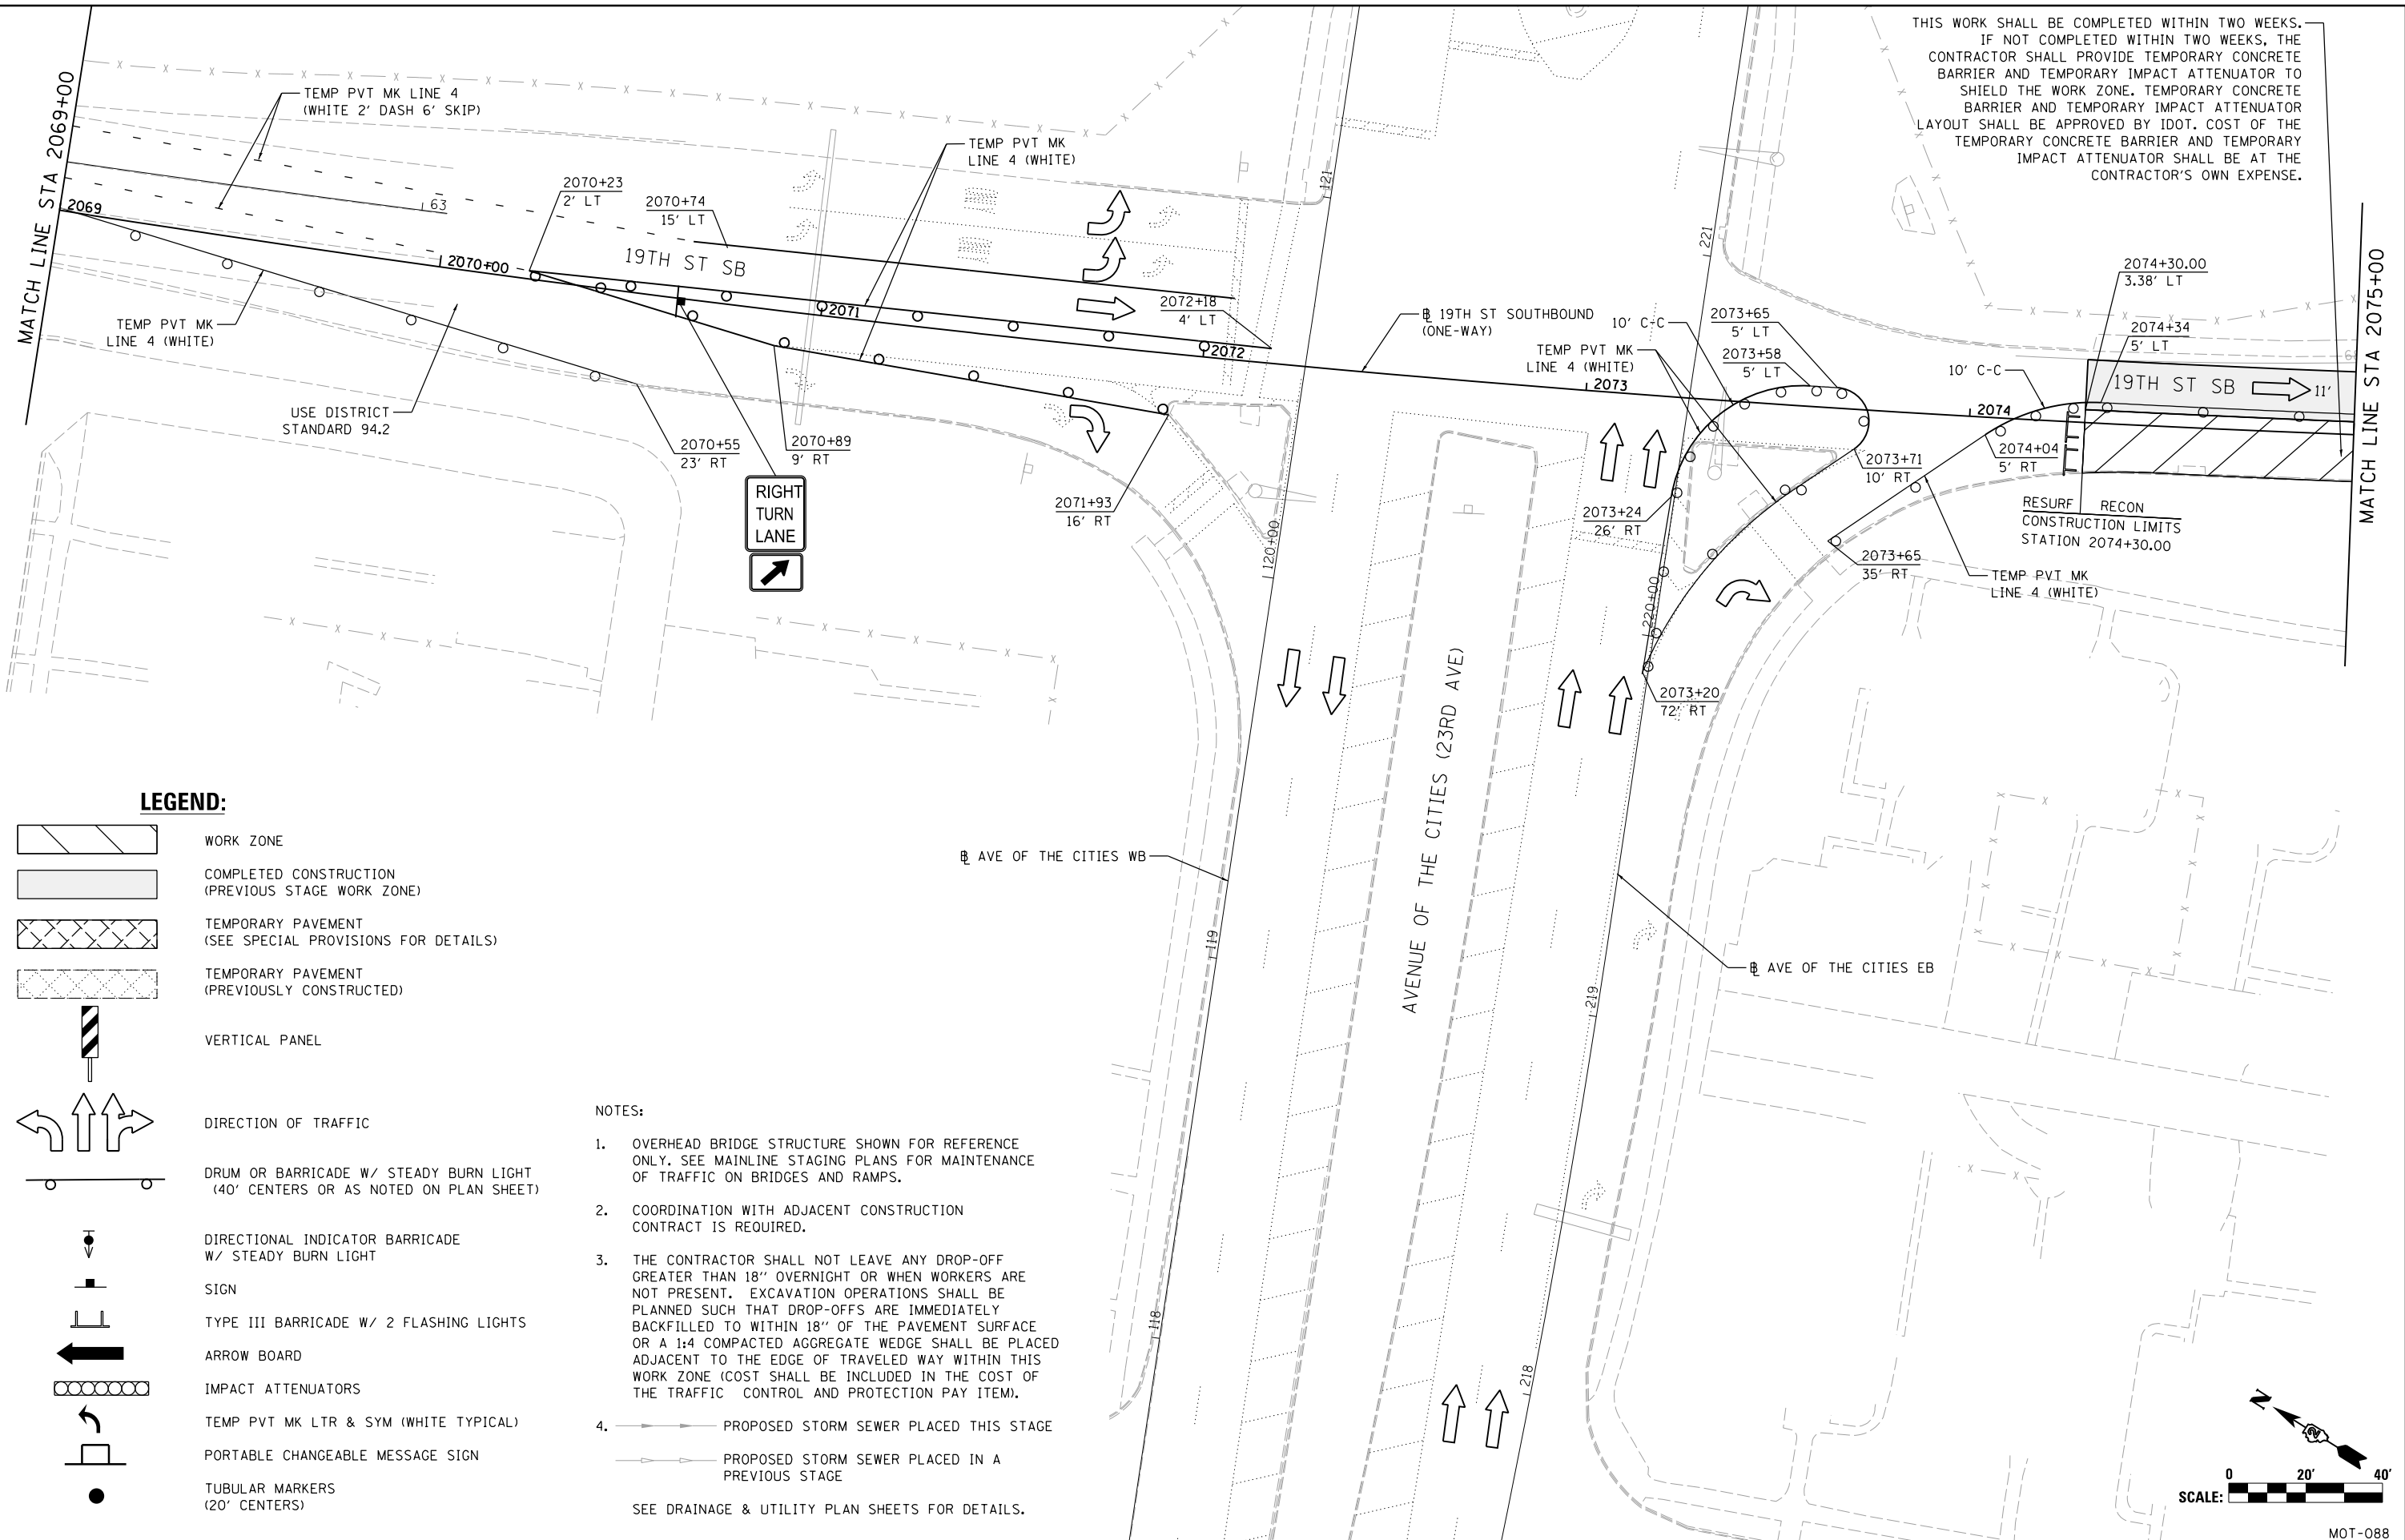 THIS WORK SHALL BE COMPLETED WITHIN TWO WEEKS.
IF NOT COMPLETED WITHIN TWO WEEKS, THE
CONTRACTOR SHALL PROVIDE TEMPORARY CONCRETE
BARRIER AND TEMPORARY IMPACT ATTENUATOR TO
SHIELD THE WORK ZONE. TEMPORARY CONCRETE
BARRIER AND TEMPORARY IMPACT ATTENUATOR
LAYOUT SHALL BE APPROVED BY IDOT. COST OF THE
TEMPORARY CONCRETE BARRIER AND TEMPORARY
IMPACT ATTENUATOR SHALL BE AT THE
CONTRACTOR'S OWN EXPENSE.
MATCH LINE STA 2069+00
TEMP PVT MK LINE 4
(WHITE 2' DASH 6' SKIP)
TEMP PVT MK
LINE 4 (WHITE)
63
2069
2070+23
2' LT
2070+74
15' LT
2070+00
19TH ST SB
2071
2072+18
4' LT
2072
121
221
℄ 19TH ST SOUTHBOUND
(ONE-WAY)
10' C-C
TEMP PVT MK
LINE 4 (WHITE)
2073+65
5' LT
2073+58
5' LT
2073
2074
10' C-C
2074+30.00
3.38' LT
2074+34
5' LT
19TH ST SB
11'
MATCH LINE STA 2075+00
TEMP PVT MK
LINE 4 (WHITE)
USE DISTRICT
STANDARD 94.2
2070+55
23' RT
2070+89
9' RT
RIGHT
TURN
LANE
2071+93
16' RT
120+00
2073+24
26' RT
2073+71
10' RT
2074+04
5' RT
2073+65
35' RT
RESURF RECON
CONSTRUCTION LIMITS
STATION 2074+30.00
TEMP PVT MK
LINE 4 (WHITE)
220+00
2073+20
72' RT
AVENUE OF THE CITIES (23RD AVE)
℄ AVE OF THE CITIES WB
℄ AVE OF THE CITIES EB
119
219
118
218
LEGEND:
WORK ZONE
COMPLETED CONSTRUCTION
(PREVIOUS STAGE WORK ZONE)
TEMPORARY PAVEMENT
(SEE SPECIAL PROVISIONS FOR DETAILS)
TEMPORARY PAVEMENT
(PREVIOUSLY CONSTRUCTED)
VERTICAL PANEL
DIRECTION OF TRAFFIC
DRUM OR BARRICADE W/ STEADY BURN LIGHT
(40' CENTERS OR AS NOTED ON PLAN SHEET)
DIRECTIONAL INDICATOR BARRICADE
W/ STEADY BURN LIGHT
SIGN
TYPE III BARRICADE W/ 2 FLASHING LIGHTS
ARROW BOARD
IMPACT ATTENUATORS
TEMP PVT MK LTR & SYM (WHITE TYPICAL)
PORTABLE CHANGEABLE MESSAGE SIGN
TUBULAR MARKERS
(20' CENTERS)
NOTES:
1. OVERHEAD BRIDGE STRUCTURE SHOWN FOR REFERENCE
ONLY. SEE MAINLINE STAGING PLANS FOR MAINTENANCE
OF TRAFFIC ON BRIDGES AND RAMPS.
2. COORDINATION WITH ADJACENT CONSTRUCTION
CONTRACT IS REQUIRED.
3. THE CONTRACTOR SHALL NOT LEAVE ANY DROP-OFF
GREATER THAN 18'' OVERNIGHT OR WHEN WORKERS ARE
NOT PRESENT. EXCAVATION OPERATIONS SHALL BE
PLANNED SUCH THAT DROP-OFFS ARE IMMEDIATELY
BACKFILLED TO WITHIN 18'' OF THE PAVEMENT SURFACE
OR A 1:4 COMPACTED AGGREGATE WEDGE SHALL BE PLACED
ADJACENT TO THE EDGE OF TRAVELED WAY WITHIN THIS
WORK ZONE (COST SHALL BE INCLUDED IN THE COST OF
THE TRAFFIC CONTROL AND PROTECTION PAY ITEM).
4. PROPOSED STORM SEWER PLACED THIS STAGE
PROPOSED STORM SEWER PLACED IN A
PREVIOUS STAGE
SEE DRAINAGE & UTILITY PLAN SHEETS FOR DETAILS.
N
0 20' 40'
SCALE:
MOT-088